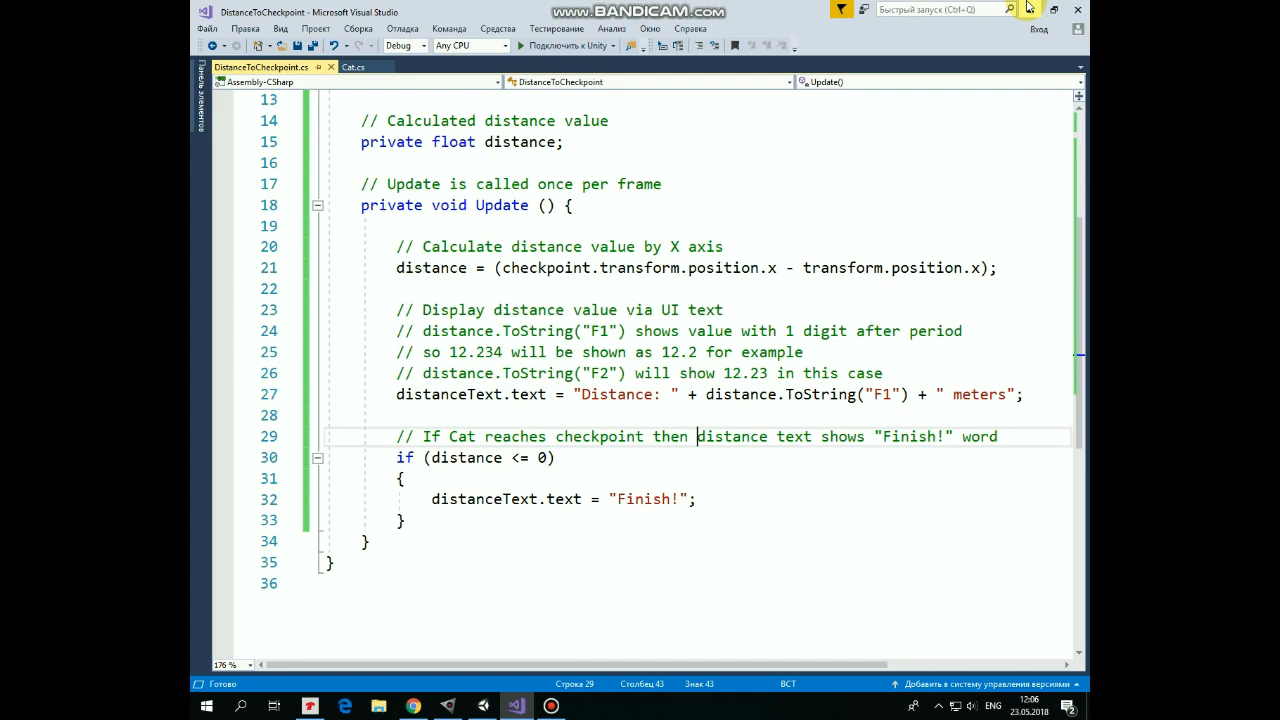 DistanceToCheckpoint - Microsoft Visual Studio
www.BANDICAM.com
Быстрый запуск (Ctrl+Q)
Файл Правка Вид Проект Сборка Отладка Команда Средства Тестирование Анализ Окно Справка
Вход
Debug Any CPU Подключить к Unity
Панель элементов
DistanceToCheckpoint.cs Cat.cs
Assembly-CSharp DistanceToCheckpoint Update()
13
14 // Calculated distance value
15 private float distance;
16
17 // Update is called once per frame
18 private void Update () {
19
20 // Calculate distance value by X axis
21 distance = (checkpoint.transform.position.x - transform.position.x);
22
23 // Display distance value via UI text
24 // distance.ToString("F1") shows value with 1 digit after period
25 // so 12.234 will be shown as 12.2 for example
26 // distance.ToString("F2") will show 12.23 in this case
27 distanceText.text = "Distance: " + distance.ToString("F1") + " meters";
28
29 // If Cat reaches checkpoint then distance text shows "Finish!" word
30 if (distance <= 0)
31 {
32 distanceText.text = "Finish!";
33 }
34 }
35 }
36
176 %
Готово Строка 29 Столбец 43 Знак 43 ВСТ Добавить в систему управления версиями
ENG 12:06
23.05.2018 2